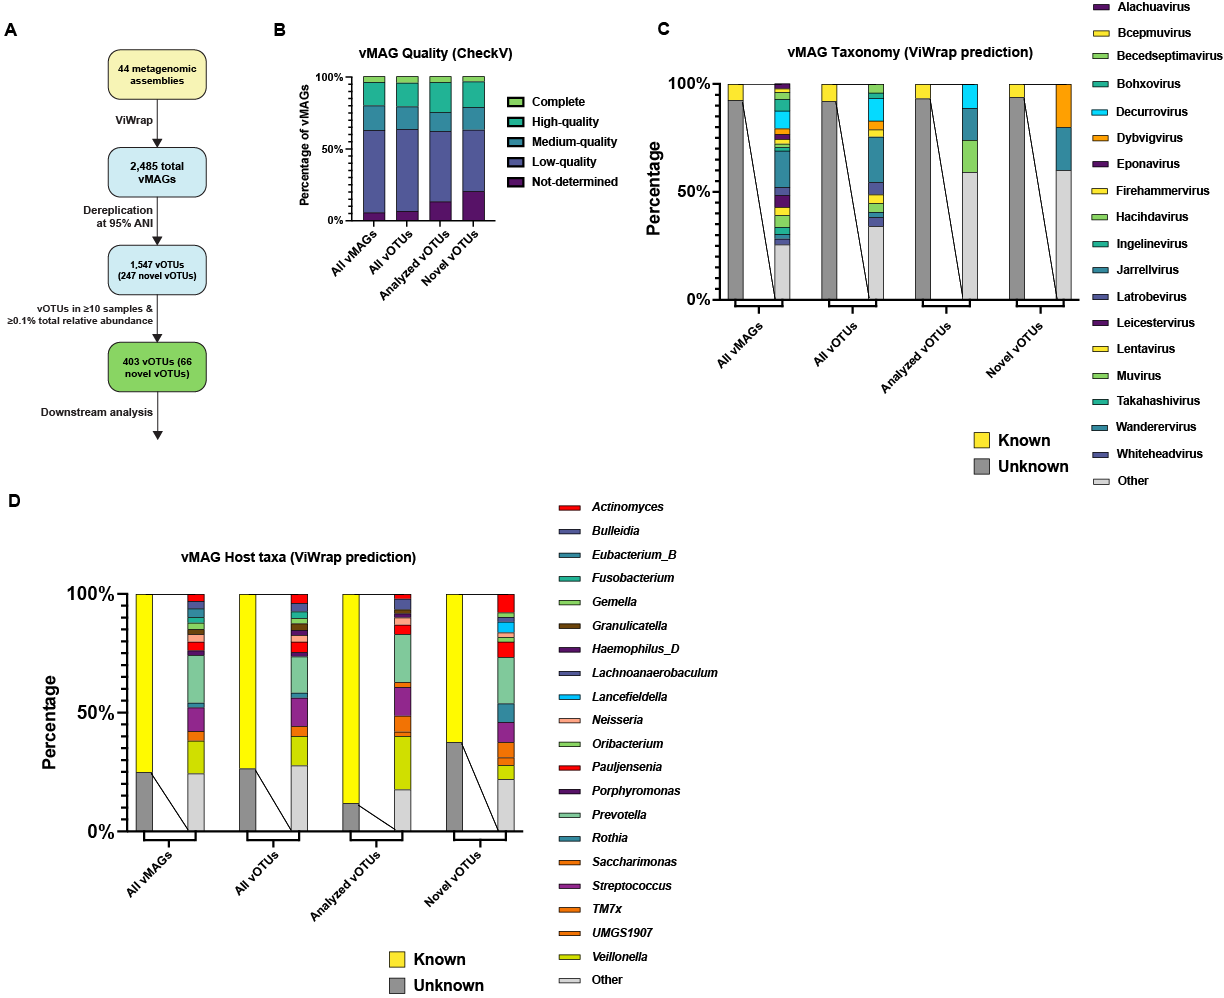 A
44 metagenomic
assemblies
ViWrap
2,485 total
vMAGs
Dereplication
at 95% ANI
1,547 vOTUs
(247 novel vOTUs)
vOTUs in ≥10 samples &
≥0.1% total relative abundance
403 vOTUs (66
novel vOTUs)
Downstream analysis
B
vMAG Quality (CheckV)
Percentage of vMAGs
100%
50%
0%
All vMAGs
All vOTUs
Analyzed vOTUs
Novel vOTUs
Complete
High-quality
Medium-quality
Low-quality
Not-determined
C
vMAG Taxonomy (ViWrap prediction)
Percentage
100%
50%
0%
All vMAGs
All vOTUs
Analyzed vOTUs
Novel vOTUs
Known
Unknown
Alachuavirus
Bcepmuvirus
Becedseptimavirus
Bohxovirus
Decurrovirus
Dybvigvirus
Eponavirus
Firehammervirus
Hacihdavirus
Ingelinevirus
Jarrellvirus
Latrobevirus
Leicestervirus
Lentavirus
Muvirus
Takahashivirus
Wanderervirus
Whiteheadvirus
Other
D
vMAG Host taxa (ViWrap prediction)
Percentage
100%
50%
0%
All vMAGs
All vOTUs
Analyzed vOTUs
Novel vOTUs
Known
Unknown
Actinomyces
Bulleidia
Eubacterium_B
Fusobacterium
Gemella
Granulicatella
Haemophilus_D
Lachnoanaerobaculum
Lancefieldella
Neisseria
Oribacterium
Pauljensenia
Porphyromonas
Prevotella
Rothia
Saccharimonas
Streptococcus
TM7x
UMGS1907
Veillonella
Other